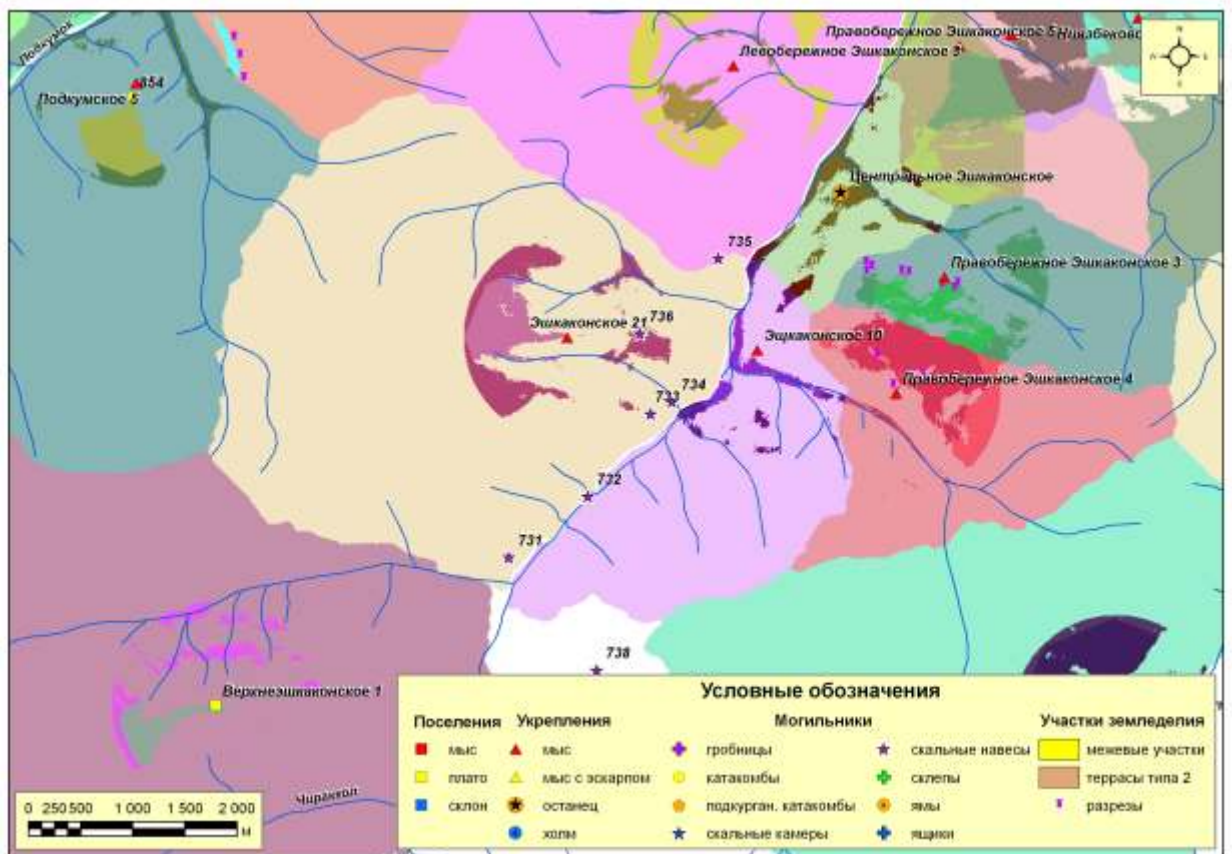 Подкумок
Правобережное Эшкаконское 5
Левобережное Эшкаконское 3
854
Подкумское 5
Центральное Эшкаконское
735
Правобережное Эшкаконское 3
Эшкаконское 21
736
Эшкаконское 10
734
733
Правобережное Эшкаконское 4
732
731
738
Верхнеэшкаконское 1
Чираккол
0 250 500 1 000 1 500 2 000
м
Условные обозначения
Поселения
мыс
плато
склон
Укрепления
мыс
мыс с эскарпом
останец
холм
Могильники
гробницы
катакомбы
подкурган. катакомбы
скальные камеры
скальные навесы
склепы
ямы
ящики
Участки земледелия
межевые участки
террасы типа 2
разрезы